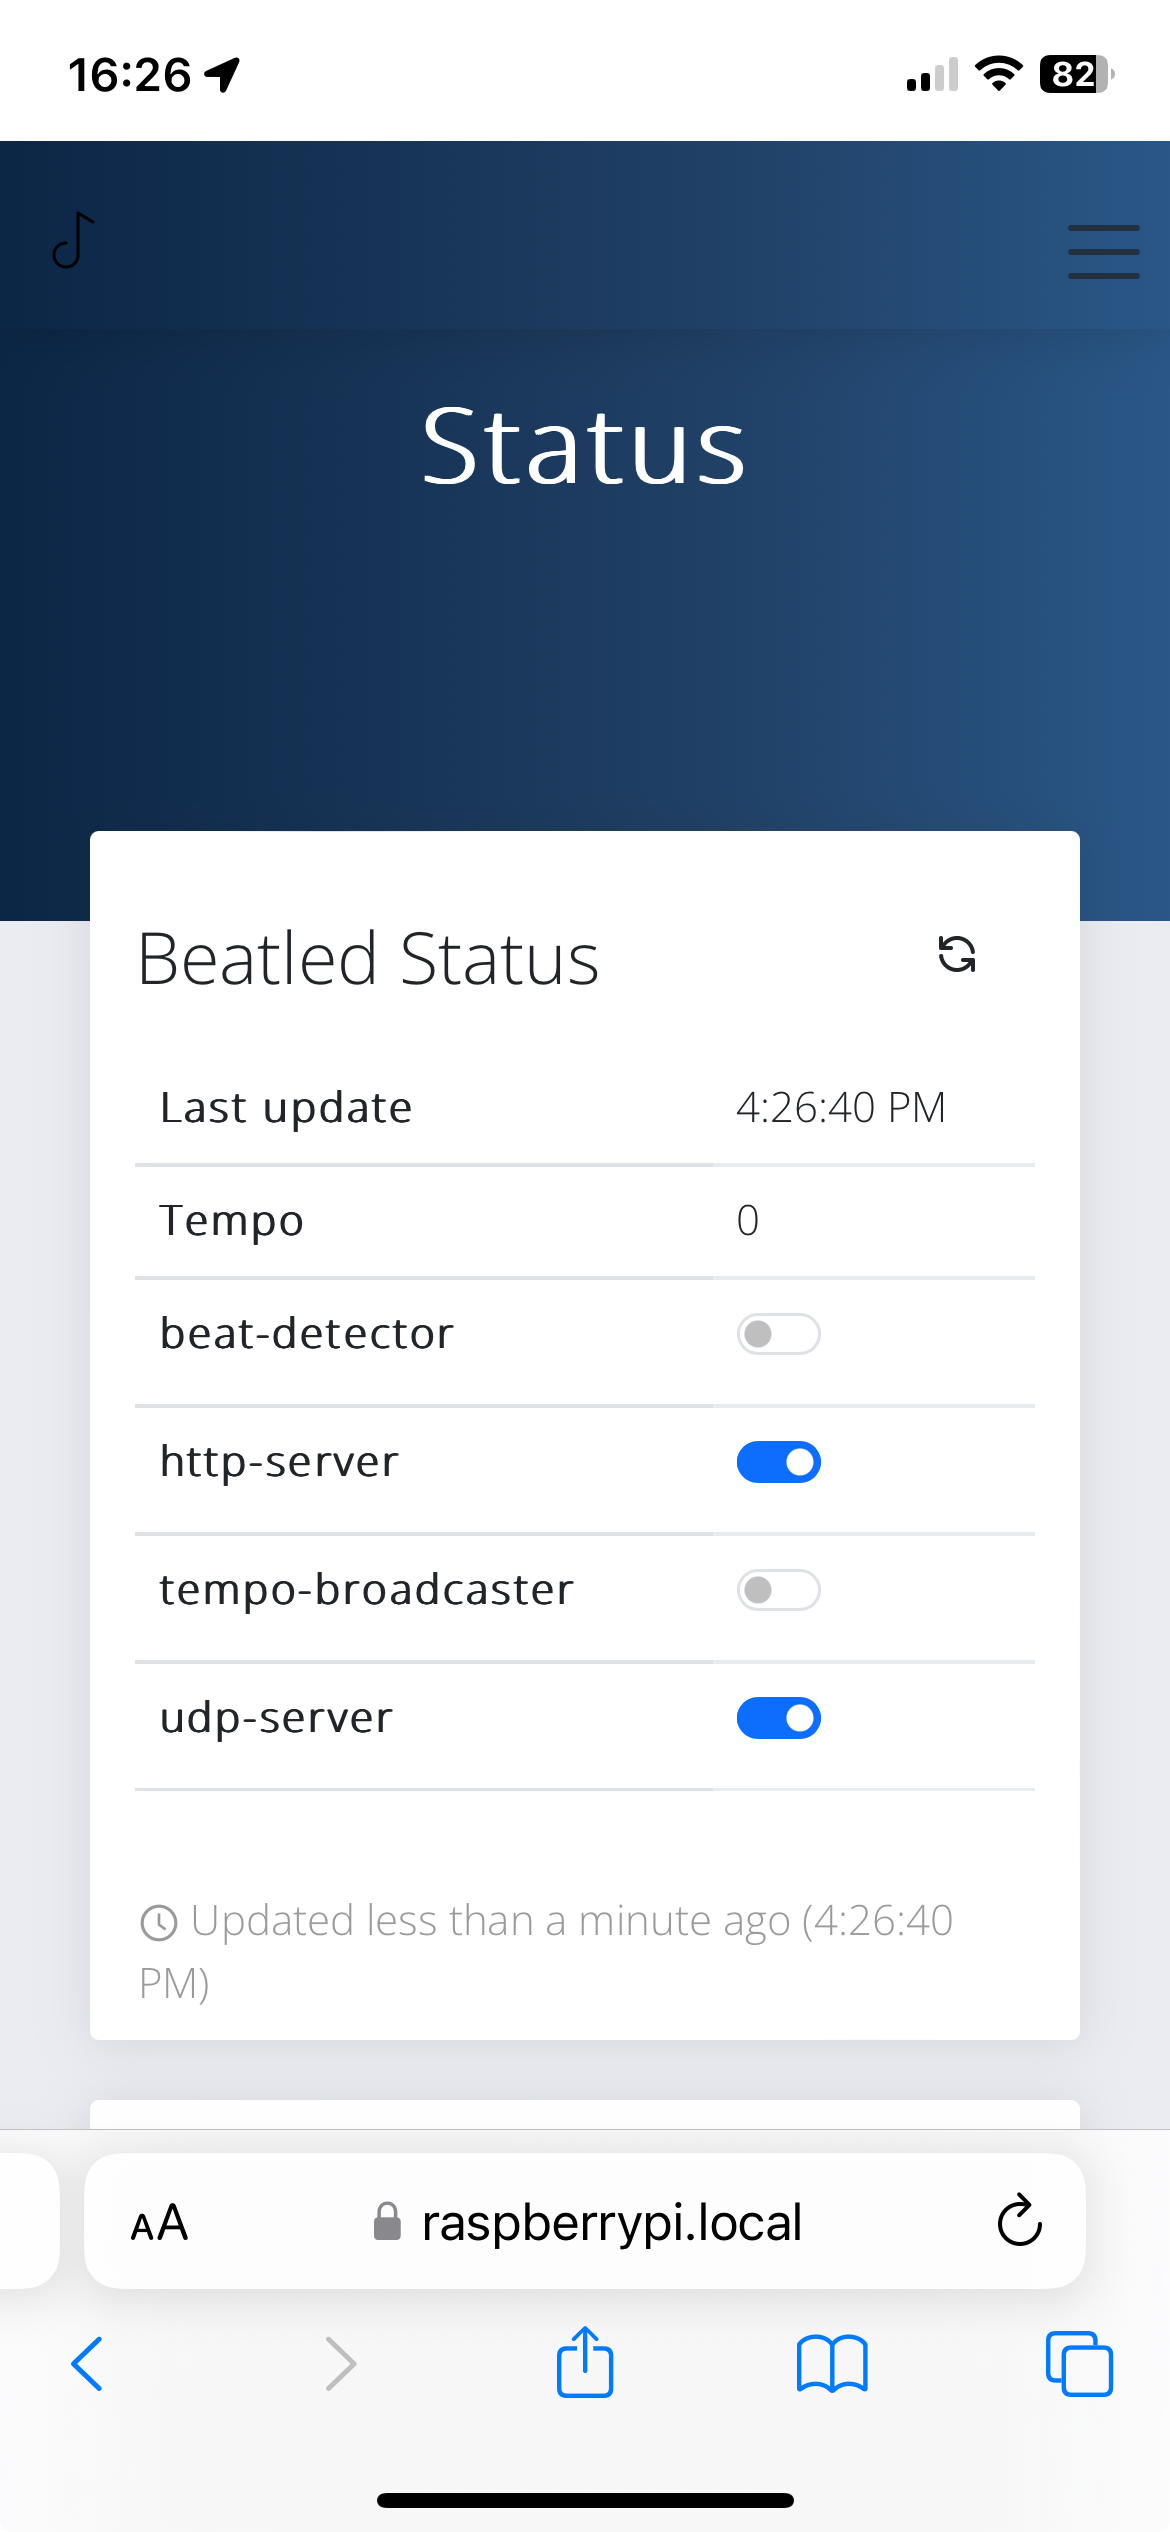 16:26
82
Status
Beatled Status
Last update 4:26:40 PM
Tempo 0
beat-detector
http-server
tempo-broadcaster
udp-server
Updated less than a minute ago (4:26:40
PM)
AA raspberrypi.local